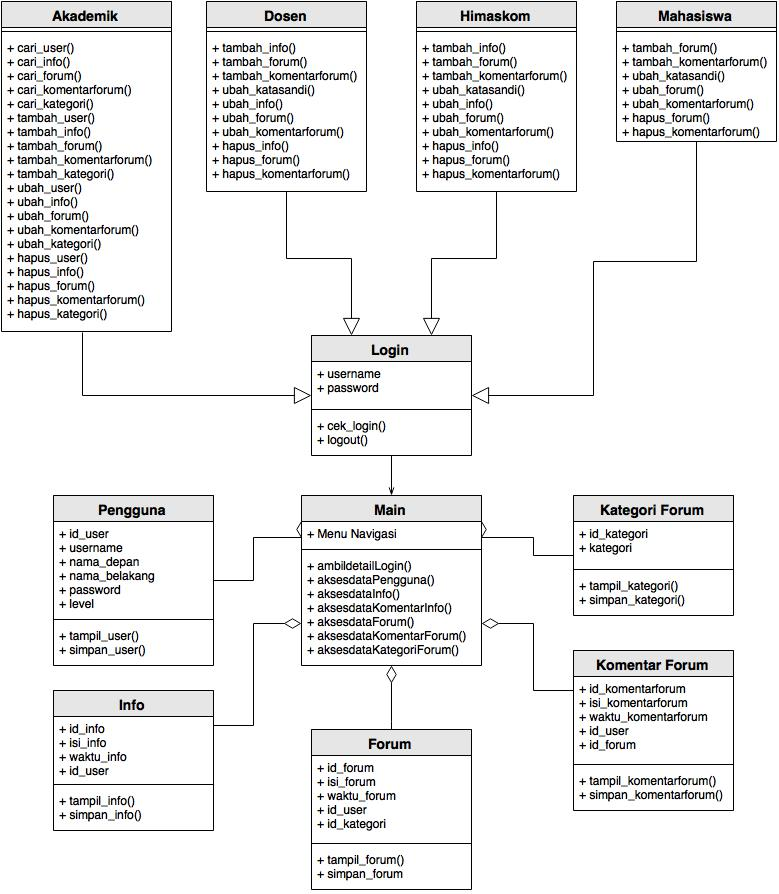 Akademik
+ cari_user()
+ cari_info()
+ cari_forum()
+ cari_komentarforum()
+ cari_kategori()
+ tambah_user()
+ tambah_info()
+ tambah_forum()
+ tambah_komentarforum()
+ tambah_kategori()
+ ubah_user()
+ ubah_info()
+ ubah_forum()
+ ubah_komentarforum()
+ ubah_kategori()
+ hapus_user()
+ hapus_info()
+ hapus_forum()
+ hapus_komentarforum()
+ hapus_kategori()
Dosen
+ tambah_info()
+ tambah_forum()
+ tambah_komentarforum()
+ ubah_katasandi()
+ ubah_info()
+ ubah_forum()
+ ubah_komentarforum()
+ hapus_info()
+ hapus_forum()
+ hapus_komentarforum()
Himaskom
+ tambah_info()
+ tambah_forum()
+ tambah_komentarforum()
+ ubah_katasandi()
+ ubah_info()
+ ubah_forum()
+ ubah_komentarforum()
+ hapus_info()
+ hapus_forum()
+ hapus_komentarforum()
Mahasiswa
+ tambah_forum()
+ tambah_komentarforum()
+ ubah_katasandi()
+ ubah_forum()
+ ubah_komentarforum()
+ hapus_forum()
+ hapus_komentarforum()
Login
+ username
+ password
+ cek_login()
+ logout()
Pengguna
+ id_user
+ username
+ nama_depan
+ nama_belakang
+ password
+ level
+ tampil_user()
+ simpan_user()
Main
+ Menu Navigasi
+ ambildetailLogin()
+ aksesdataPengguna()
+ aksesdataInfo()
+ aksesdataKomentarInfo()
+ aksesdataForum()
+ aksesdataKomentarForum()
+ aksesdataKategoriForum()
Kategori Forum
+ id_kategori
+ kategori
+ tampil_kategori()
+ simpan_kategori()
Info
+ id_info
+ isi_info
+ waktu_info
+ id_user
+ tampil_info()
+ simpan_info()
Forum
+ id_forum
+ isi_forum
+ waktu_forum
+ id_user
+ id_kategori
+ tampil_forum()
+ simpan_forum
Komentar Forum
+ id_komentarforum
+ isi_komentarforum
+ waktu_komentarforum
+ id_user
+ id_forum
+ tampil_komentarforum()
+ simpan_komentarforum()